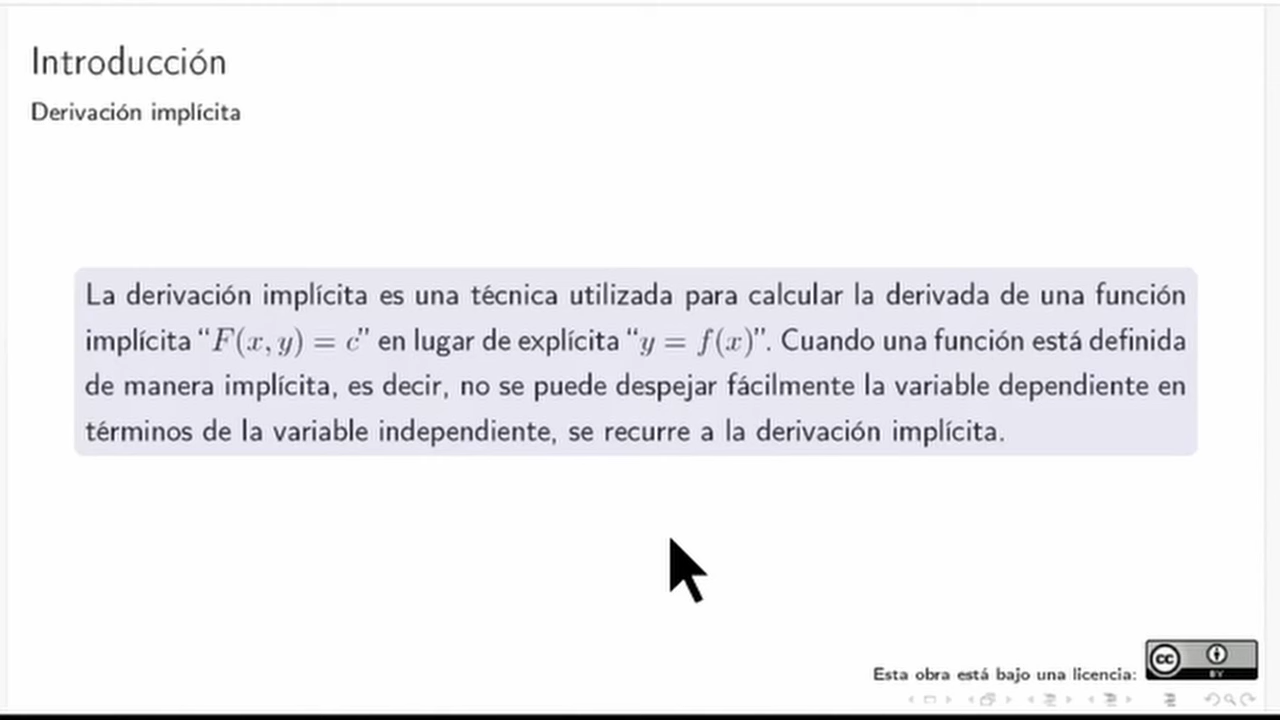 Introducción
Derivación implícita
La derivación implícita es una técnica utilizada para calcular la derivada de una función
implícita “F(x, y) = c” en lugar de explícita “y = f(x)”. Cuando una función está definida
de manera implícita, es decir, no se puede despejar fácilmente la variable dependiente en
términos de la variable independiente, se recurre a la derivación implícita.
Esta obra está bajo una licencia:
cc
BY